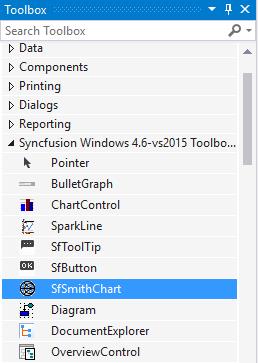 Toolbox
Search Toolbox
Data
Components
Printing
Dialogs
Reporting
Syncfusion Windows 4.6-vs2015 Toolbo...
Pointer
BulletGraph
ChartControl
SparkLine
SfToolTip
OK SfButton
SfSmithChart
Diagram
DocumentExplorer
OverviewControl